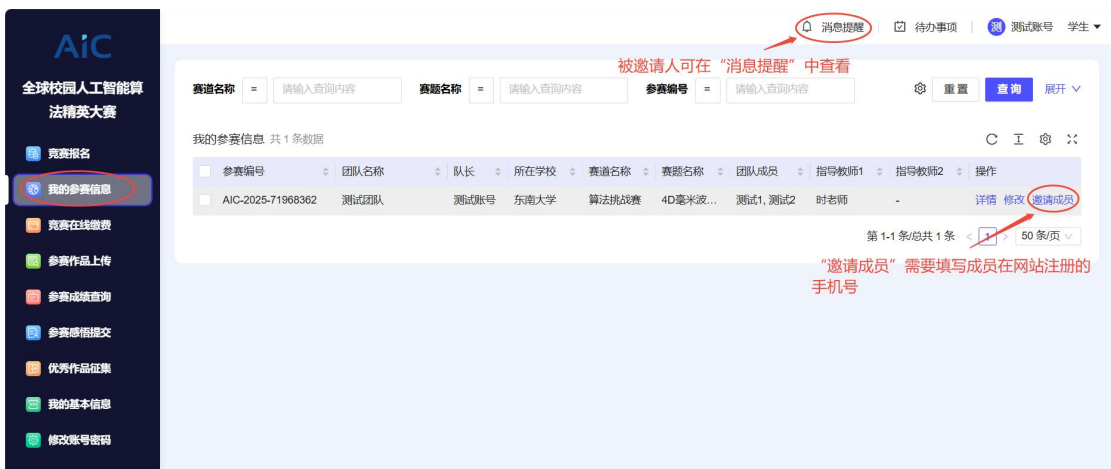 AiC
全球校园人工智能算
法精英大赛
竞赛报名
我的参赛信息
竞赛在线缴费
参赛作品上传
参赛成绩查询
参赛感悟提交
优秀作品征集
我的基本信息
修改账号密码
消息提醒 待办事项 测 测试账号 学生
被邀请人可在“消息提醒”中查看
赛道名称 = 请输入查询内容 赛题名称 = 请输入查询内容 参赛编号 = 请输入查询内容 重置 查询 展开
我的参赛信息 共 1 条数据
参赛编号 团队名称 队长 所在学校 赛道名称 赛题名称 团队成员 指导教师1 指导教师2 操作
AIC-2025-71968362 测试团队 测试账号 东南大学 算法挑战赛 4D毫米波... 测试1, 测试2 时老师 - 详情 修改 邀请成员
第 1-1 条/总共 1 条 < 1 > 50 条/页
“邀请成员”需要填写成员在网站注册的
手机号